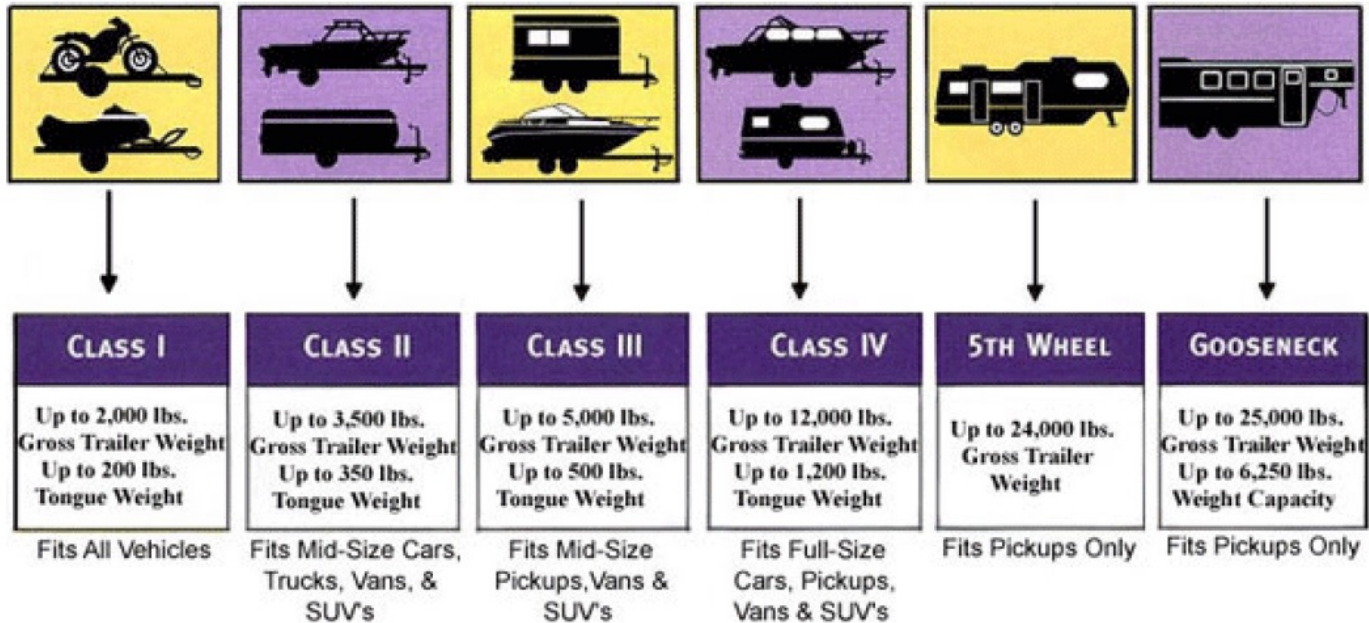 CLASS I
Up to 2,000 lbs.
Gross Trailer Weight
Up to 200 lbs.
Tongue Weight
Fits All Vehicles
CLASS II
Up to 3,500 lbs.
Gross Trailer Weight
Up to 350 lbs.
Tongue Weight
Fits Mid-Size Cars,
Trucks, Vans, &
SUV's
CLASS III
Up to 5,000 lbs.
Gross Trailer Weight
Up to 500 lbs.
Tongue Weight
Fits Mid-Size
Pickups,Vans &
SUV's
CLASS IV
Up to 12,000 lbs.
Gross Trailer Weight
Up to 1,200 lbs.
Tongue Weight
Fits Full-Size
Cars, Pickups,
Vans & SUV's
5TH WHEEL
Up to 24,000 lbs.
Gross Trailer
Weight
Fits Pickups Only
GOOSENECK
Up to 25,000 lbs.
Gross Trailer Weight
Up to 6,250 lbs.
Weight Capacity
Fits Pickups Only